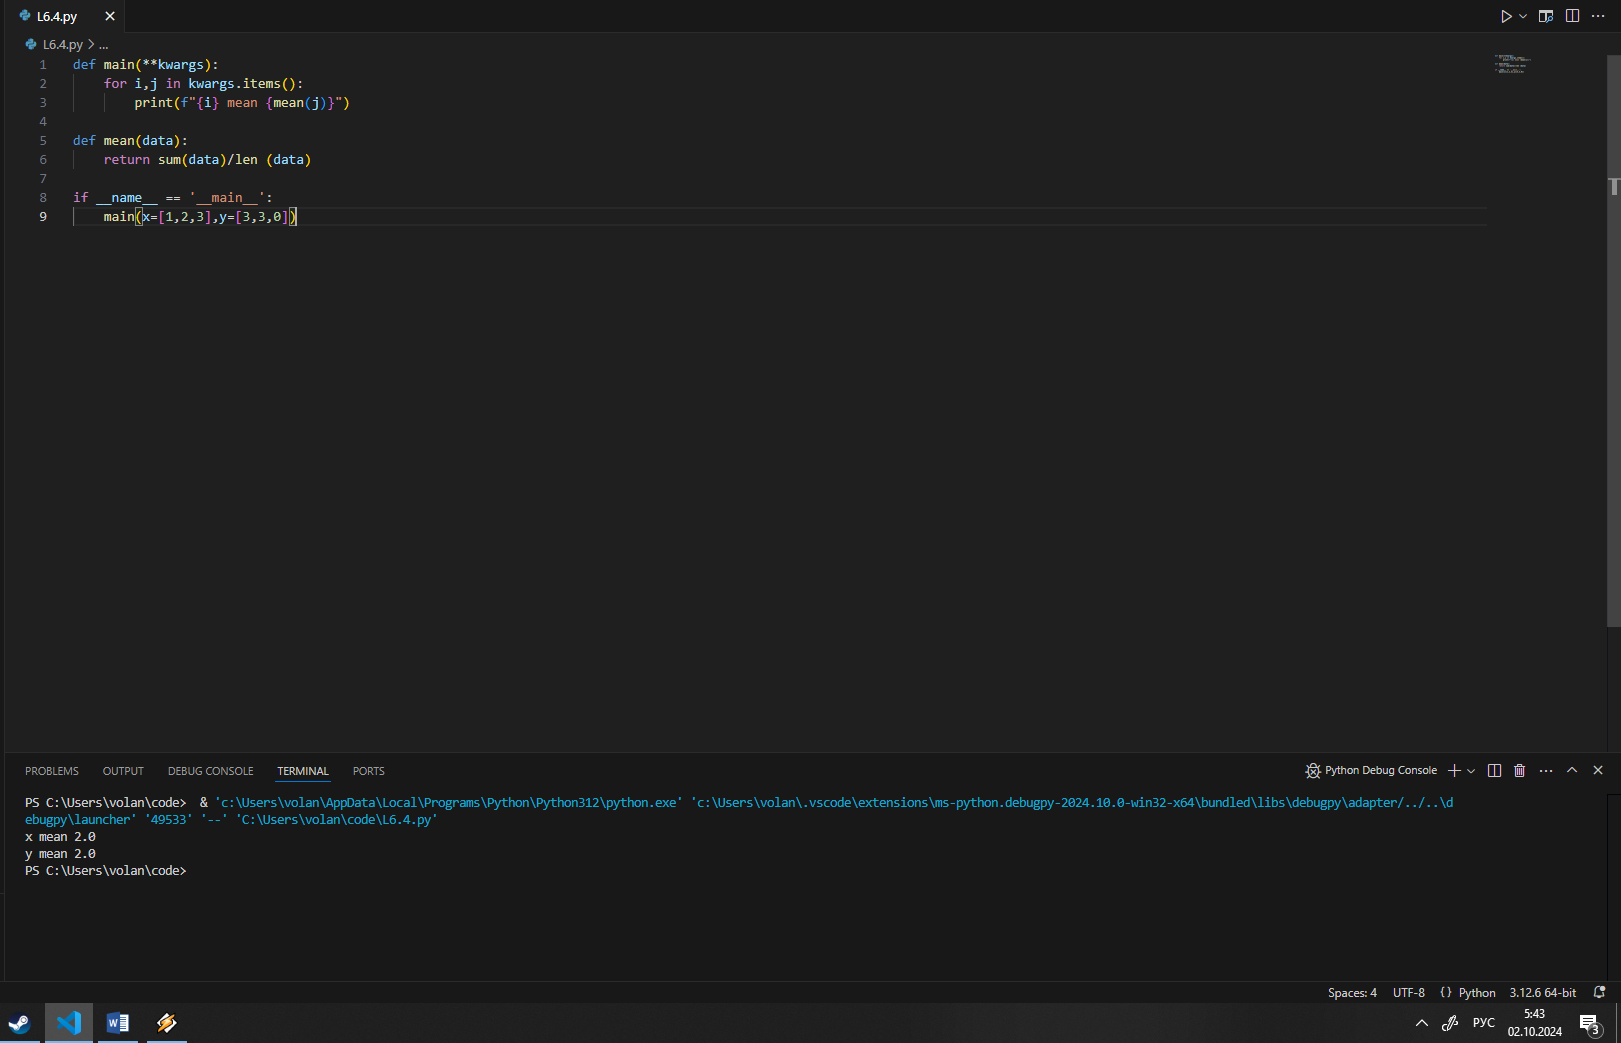 L6.4.py
L6.4.py > ...
1 def main(**kwargs):
2 for i,j in kwargs.items():
3 print(f"{i} mean {mean(j)}")
4
5 def mean(data):
6 return sum(data)/len (data)
7
8 if __name__ == '__main__':
9 main(x=[1,2,3],y=[3,3,0])
PROBLEMS OUTPUT DEBUG CONSOLE TERMINAL PORTS Python Debug Console
PS C:\Users\volan\code> & 'c:\Users\volan\AppData\Local\Programs\Python\Python312\python.exe' 'c:\Users\volan\.vscode\extensions\ms-python.debugpy-2024.10.0-win32-x64\bundled\libs\debugpy\adapter/../..\d
ebugpy\launcher' '49533' '--' 'C:\Users\volan\code\L6.4.py'
x mean 2.0
y mean 2.0
PS C:\Users\volan\code>
Spaces: 4 UTF-8 {} Python 3.12.6 64-bit
РУС 5:43
02.10.2024 3